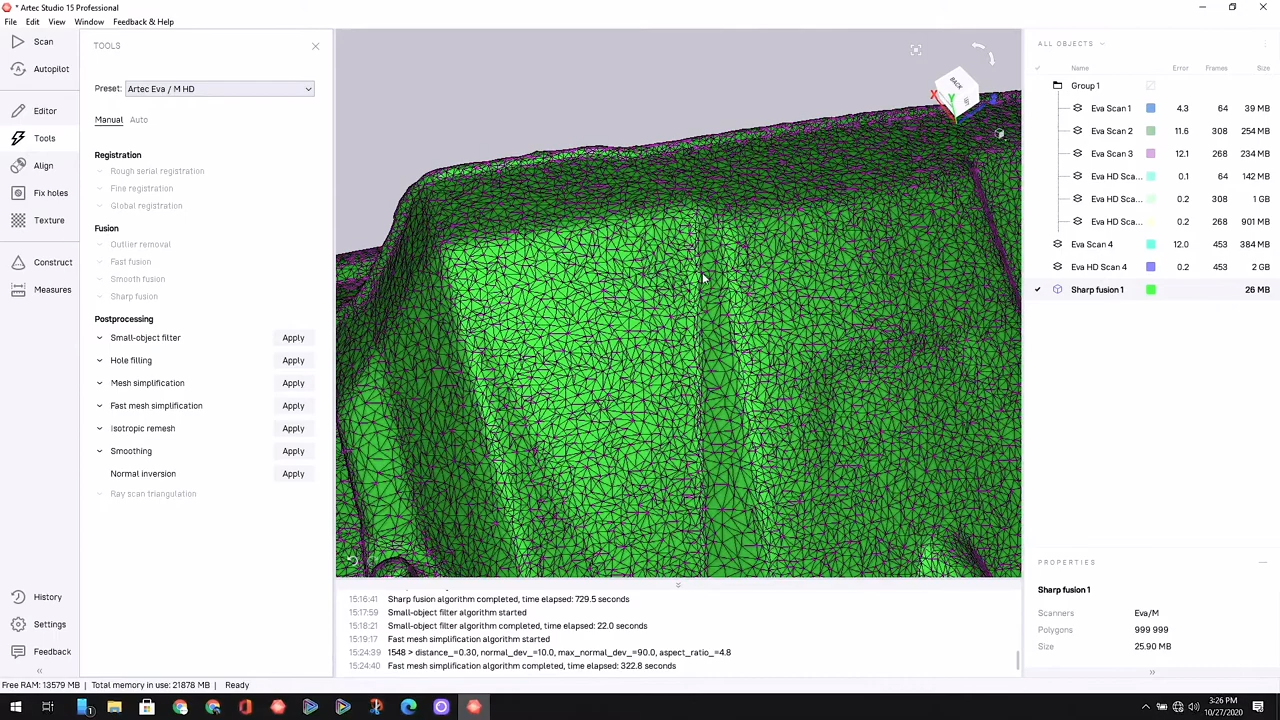 * Artec Studio 15 Professional
File Edit View Window Feedback & Help
Scan
Autopilot
Editor
Tools
Align
Fix holes
Texture
Construct
Measures
History
Settings
Feedback
TOOLS
Preset: Artec Eva / M HD
Manual Auto
Registration
Rough serial registration
Fine registration
Global registration
Fusion
Outlier removal
Fast fusion
Smooth fusion
Sharp fusion
Postprocessing
Small-object filter Apply
Hole filling Apply
Mesh simplification Apply
Fast mesh simplification Apply
Isotropic remesh Apply
Smoothing Apply
Normal inversion Apply
Ray scan triangulation
BACK
X Y
15:16:41 Sharp fusion algorithm completed, time elapsed: 729.5 seconds
15:17:59 Small-object filter algorithm started
15:18:21 Small-object filter algorithm completed, time elapsed: 22.0 seconds
15:19:17 Fast mesh simplification algorithm started
15:24:39 1548 > distance_=0.30, normal_dev_=10.0, max_normal_dev_=90.0, aspect_ratio_=4.8
15:24:40 Fast mesh simplification algorithm completed, time elapsed: 322.8 seconds
ALL OBJECTS
Name Error Frames Size
Group 1
Eva Scan 1 4.3 64 39 MB
Eva Scan 2 11.6 308 254 MB
Eva Scan 3 12.1 268 234 MB
Eva HD Sca... 0.1 64 142 MB
Eva HD Sca... 0.2 308 1 GB
Eva HD Sca... 0.2 268 901 MB
Eva Scan 4 12.0 453 384 MB
Eva HD Scan 4 0.2 453 2 GB
Sharp fusion 1 26 MB
PROPERTIES
Sharp fusion 1
Scanners Eva/M
Polygons 999 999
Size 25.90 MB
Free RAM: 13579 MB | Total memory in use: 21878 MB | Ready
3:26 PM
10/27/2020